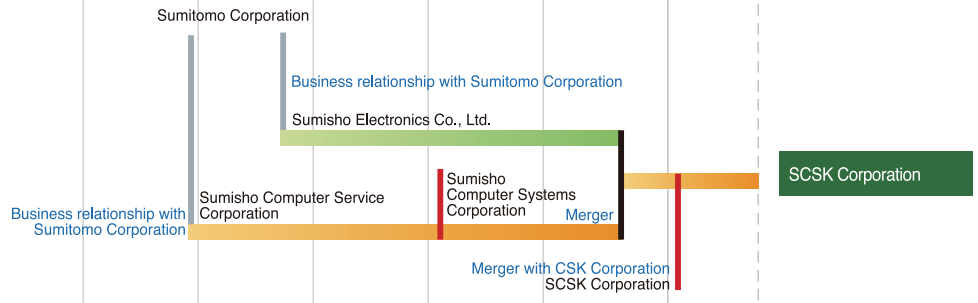 Sumitomo Corporation
Business relationship with Sumitomo Corporation
Sumisho Electronics Co., Ltd.
SCSK Corporation
Sumisho
Computer Systems
Corporation
Sumisho Computer Service
Corporation
Business relationship with
Sumitomo Corporation
Merger
Merger with CSK Corporation
SCSK Corporation